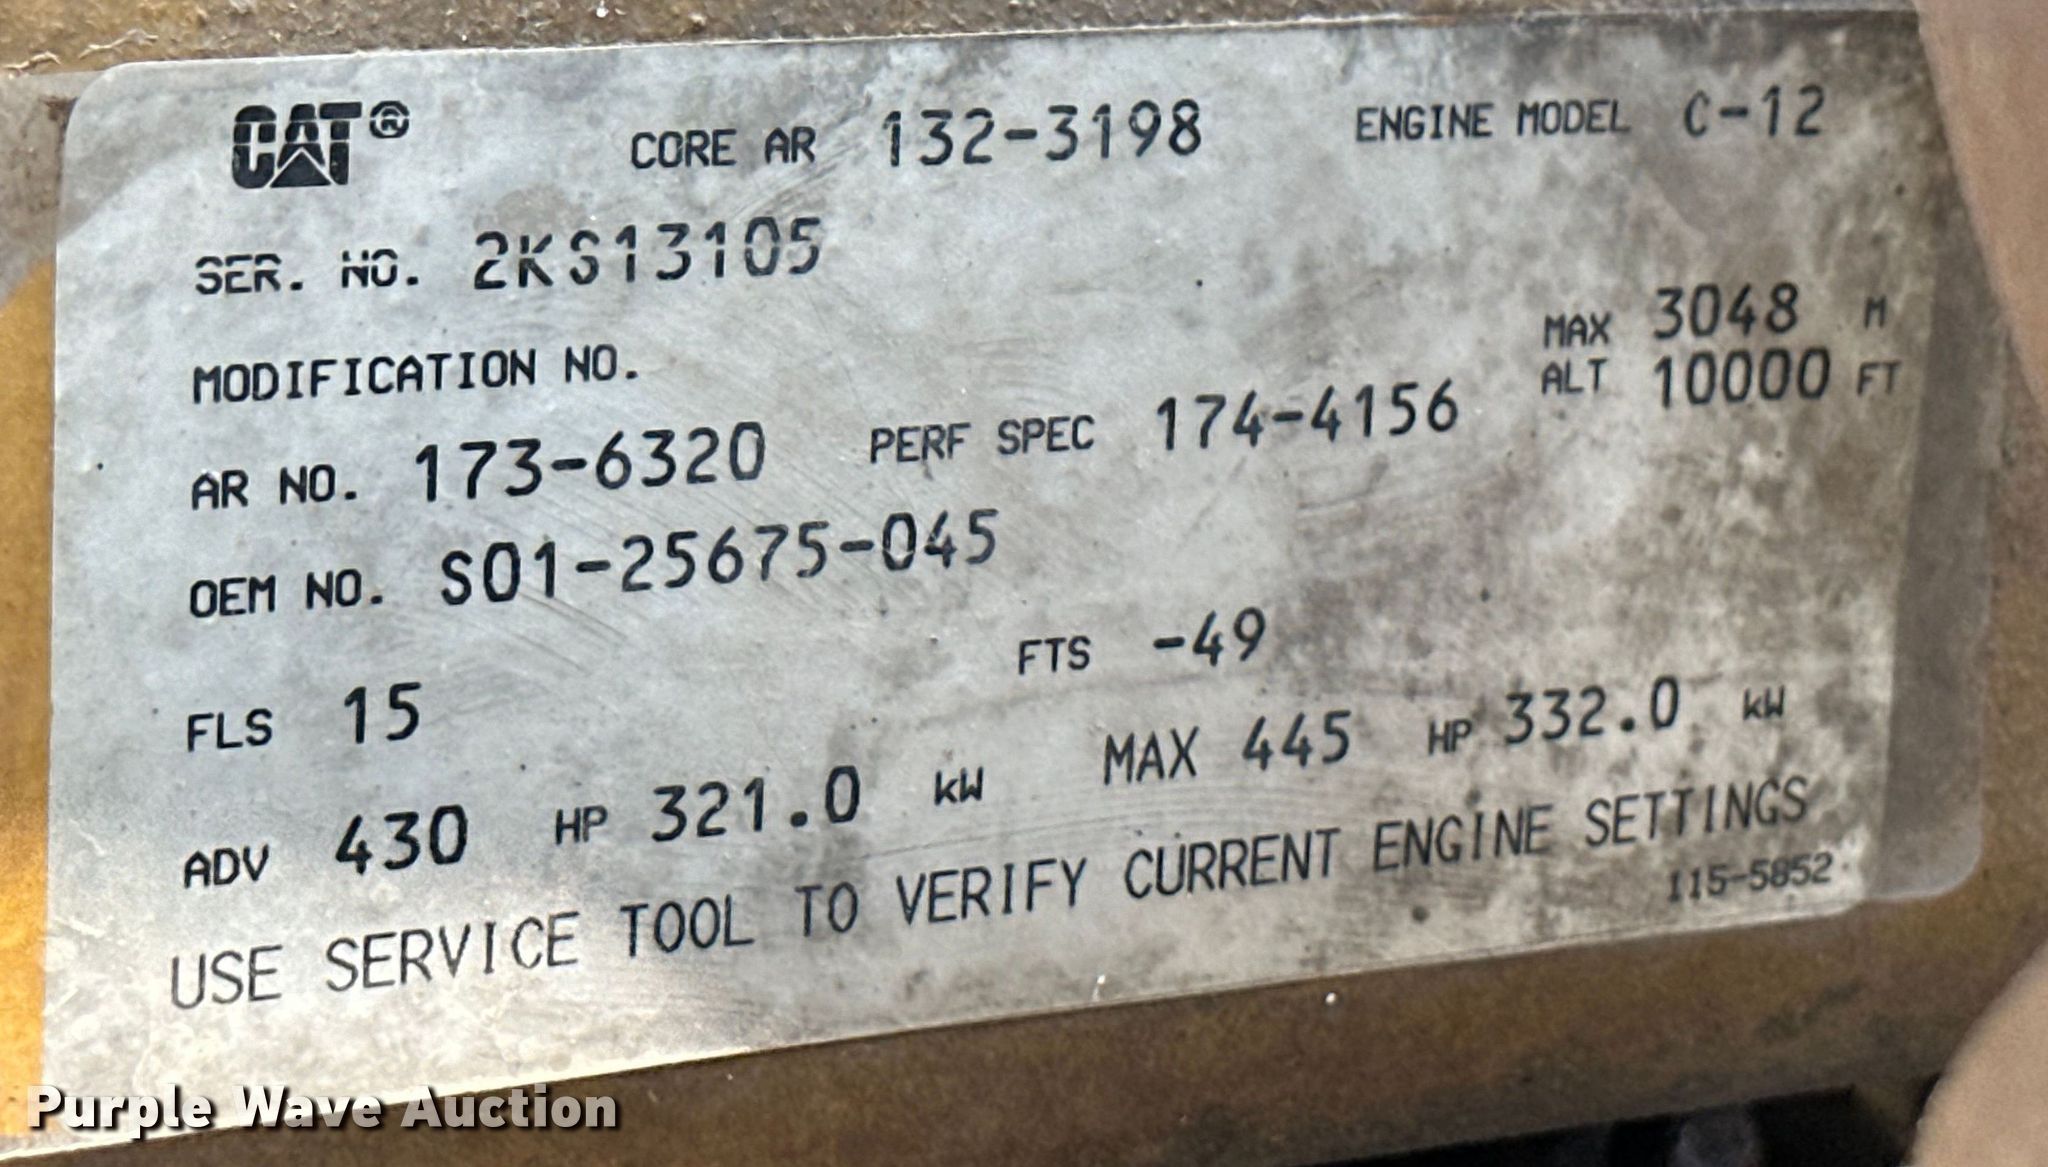 CAT® CORE AR 132-3198 ENGINE MODEL C-12
SER. NO. 2KS13105
MAX 3048 M
MODIFICATION NO.
ALT 10000 FT
AR NO. 173-6320 PERF SPEC 174-4156
OEM NO. S01-25675-045
FLS 15 FTS -49
ADV 430 HP 321.0 kW MAX 445 HP 332.0 kW
USE SERVICE TOOL TO VERIFY CURRENT ENGINE SETTINGS
115-5852
Purple Wave Auction